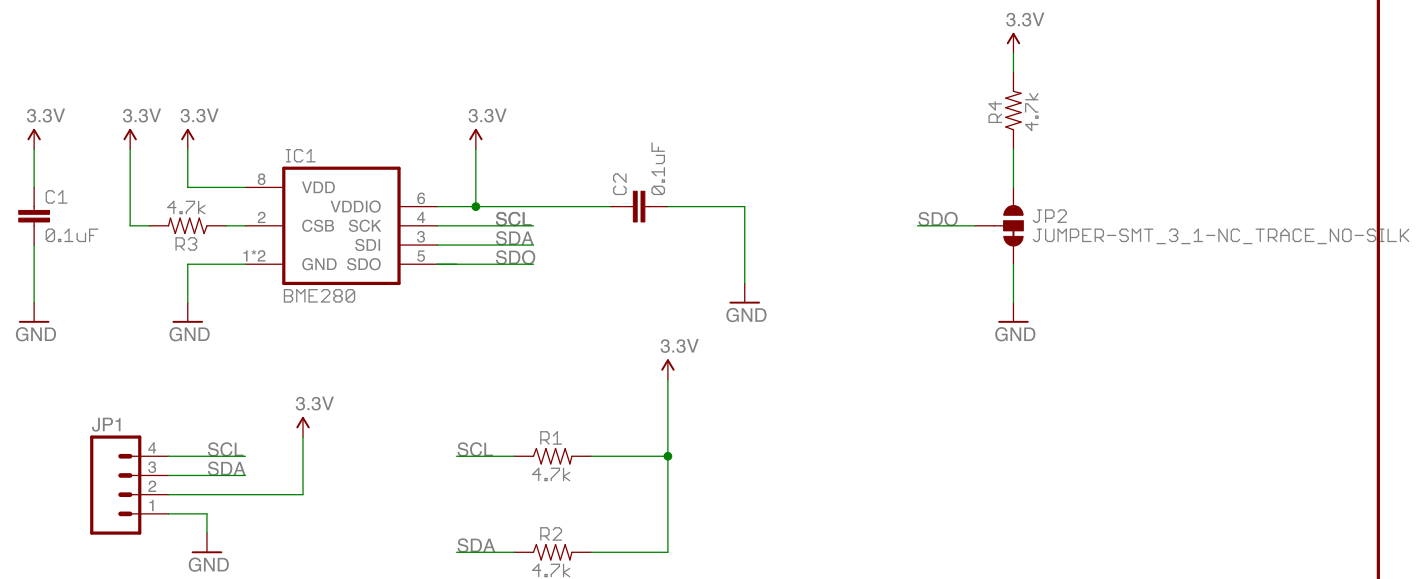 3.3V
3.3V 3.3V 3.3V 3.3V
IC1
C1
0.1uF
4.7k
R3
8 VDD
2 CSB
1*2 GND
VDDIO 6
SCK 4 SCL
SDI 3 SDA
SDO 5 SDO
BME280
C2
0.1uF
R4
4.7k
SDO
JP2
JUMPER-SMT_3_1-NC_TRACE_NO-SILK
GND GND GND GND
3.3V
3.3V
JP1
4 SCL
3 SDA
2
1
GND
SCL R1
4.7k
SDA R2
4.7k